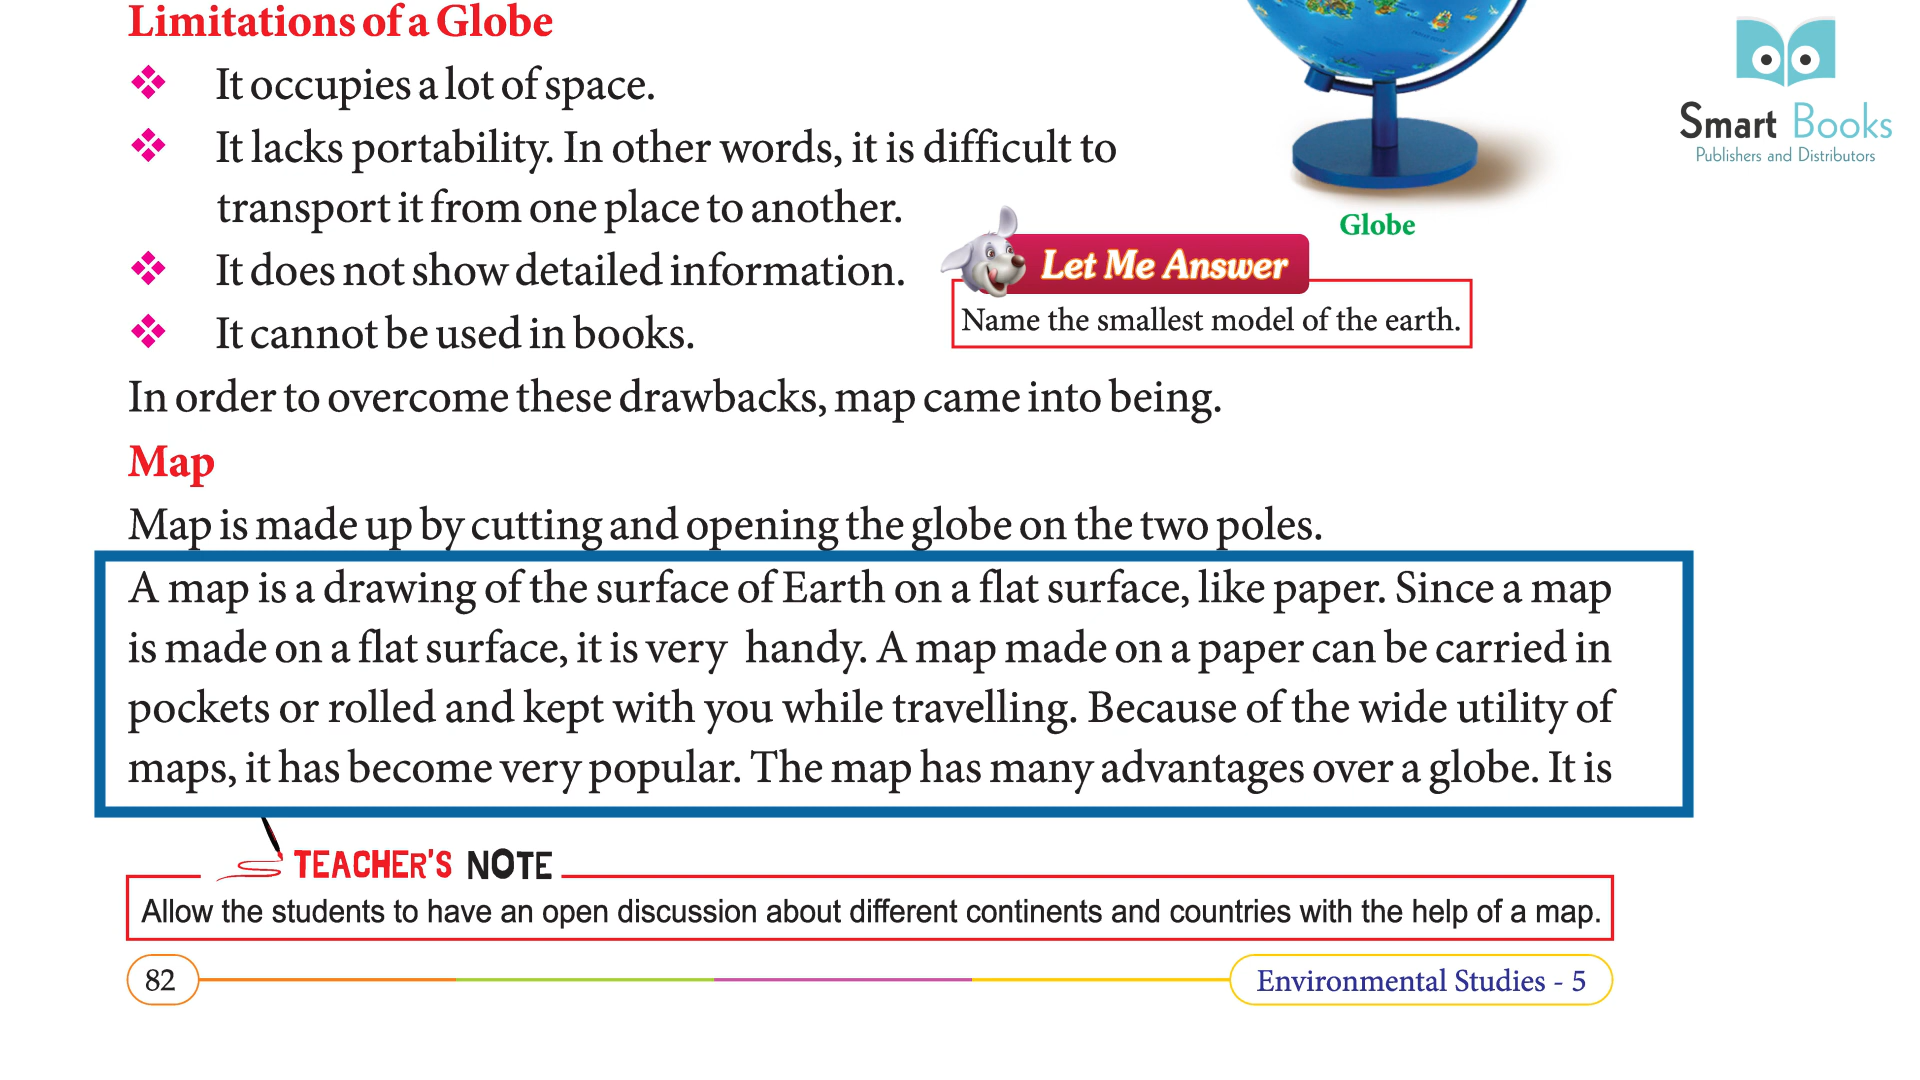 Limitations of a Globe
It occupies a lot of space.
It lacks portability. In other words, it is difficult to
transport it from one place to another.
It does not show detailed information.
It cannot be used in books.
Globe
Let Me Answer
Name the smallest model of the earth.
In order to overcome these drawbacks, map came into being.
Map
Map is made up by cutting and opening the globe on the two poles.
A map is a drawing of the surface of Earth on a flat surface, like paper. Since a map
is made on a flat surface, it is very handy. A map made on a paper can be carried in
pockets or rolled and kept with you while travelling. Because of the wide utility of
maps, it has become very popular. The map has many advantages over a globe. It is
TEACHER'S NOTE
Allow the students to have an open discussion about different continents and countries with the help of a map.
82
Environmental Studies - 5
Smart Books
Publishers and Distributors